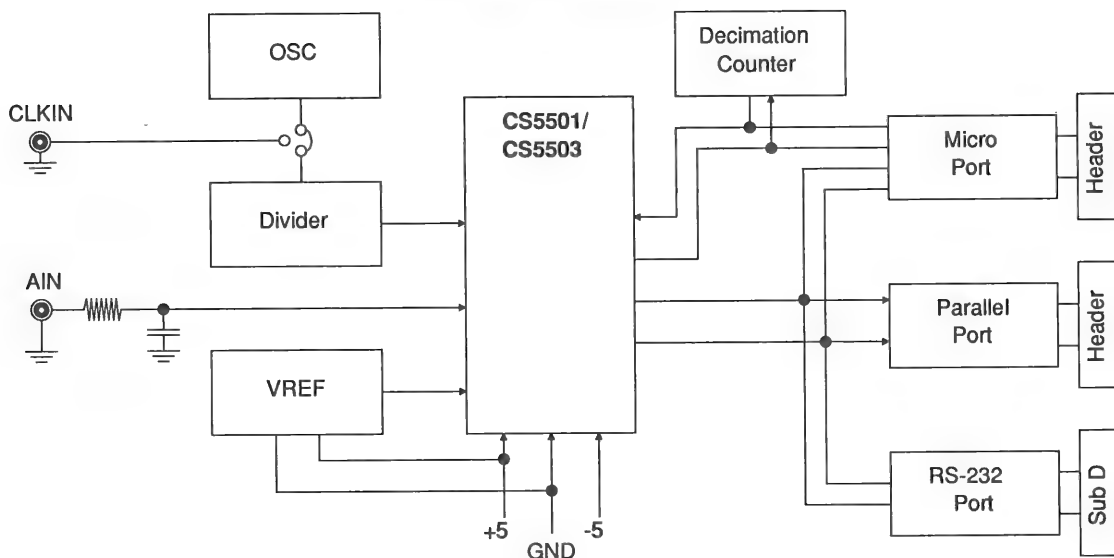 OSC
Decimation
Counter
CLKIN
CS5501/
CS5503
Micro
Port
Header
Divider
AIN
Parallel
Port
Header
VREF
RS-232
Port
Sub D
+5
GND
-5